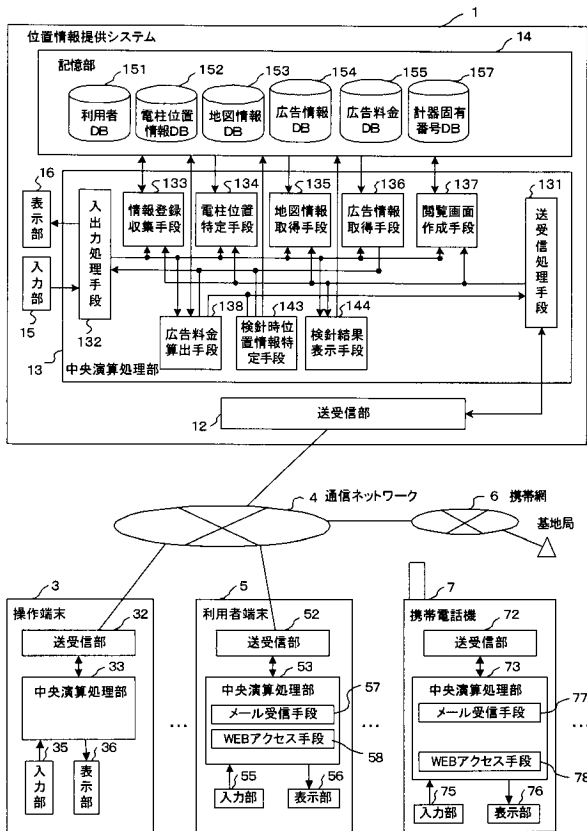 1
位置情報提供システム
14
記憶部
151
152
153
154
155
157
利用者
DB
電柱位置
情報DB
地図情報
DB
広告情報
DB
広告料金
DB
計器固有
番号DB
16
表示部
入力部
15
入出力処理手段
132
133
134
135
136
137
131
情報登録
収集手段
電柱位置
特定手段
地図情報
取得手段
広告情報
取得手段
閲覧画面
作成手段
送受信処理手段
138
143
144
広告料金
算出手段
検針時位
置情報特
定手段
検針結果
表示手段
13
中央演算処理部
12
送受信部
4
通信ネットワーク
6
携帯網
基地局
3
操作端末
32
送受信部
33
中央演算処理部
35
36
入力部
表示部
…
5
利用者端末
52
送受信部
53
中央演算処理部
57
メール受信手段
WEBアクセス手段
58
55
56
入力部
表示部
…
7
携帯電話機
72
送受信部
73
中央演算処理部
77
メール受信手段
WEBアクセス手段
78
75
76
入力部
表示部
…